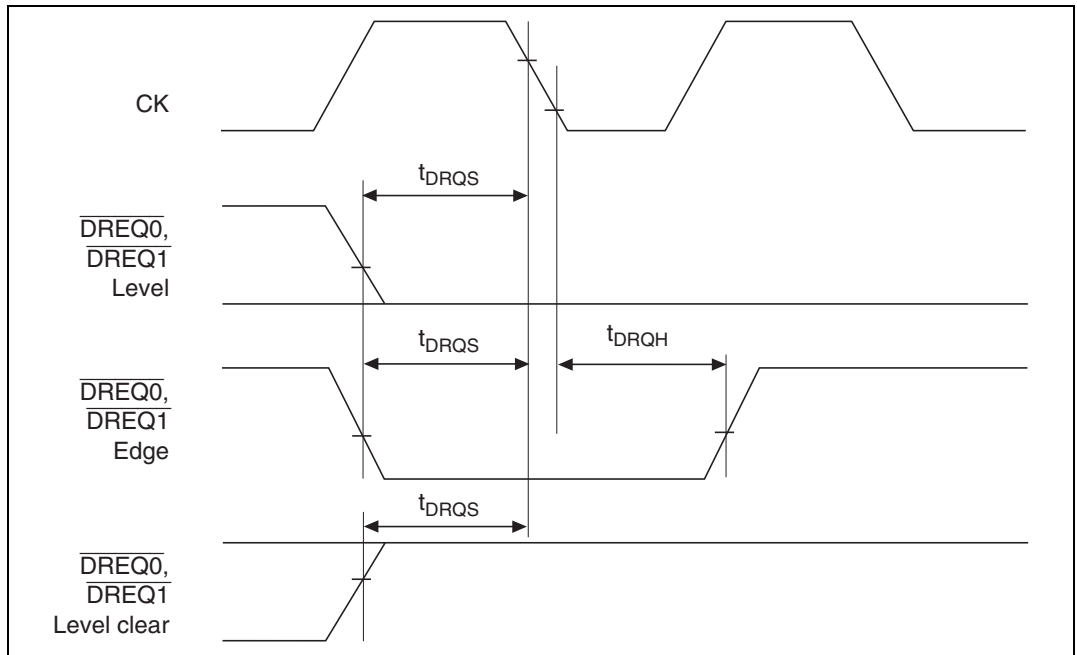 CK
tDRQS
DREQ0,
DREQ1
Level
tDRQS
tDRQH
DREQ0,
DREQ1
Edge
tDRQS
DREQ0,
DREQ1
Level clear